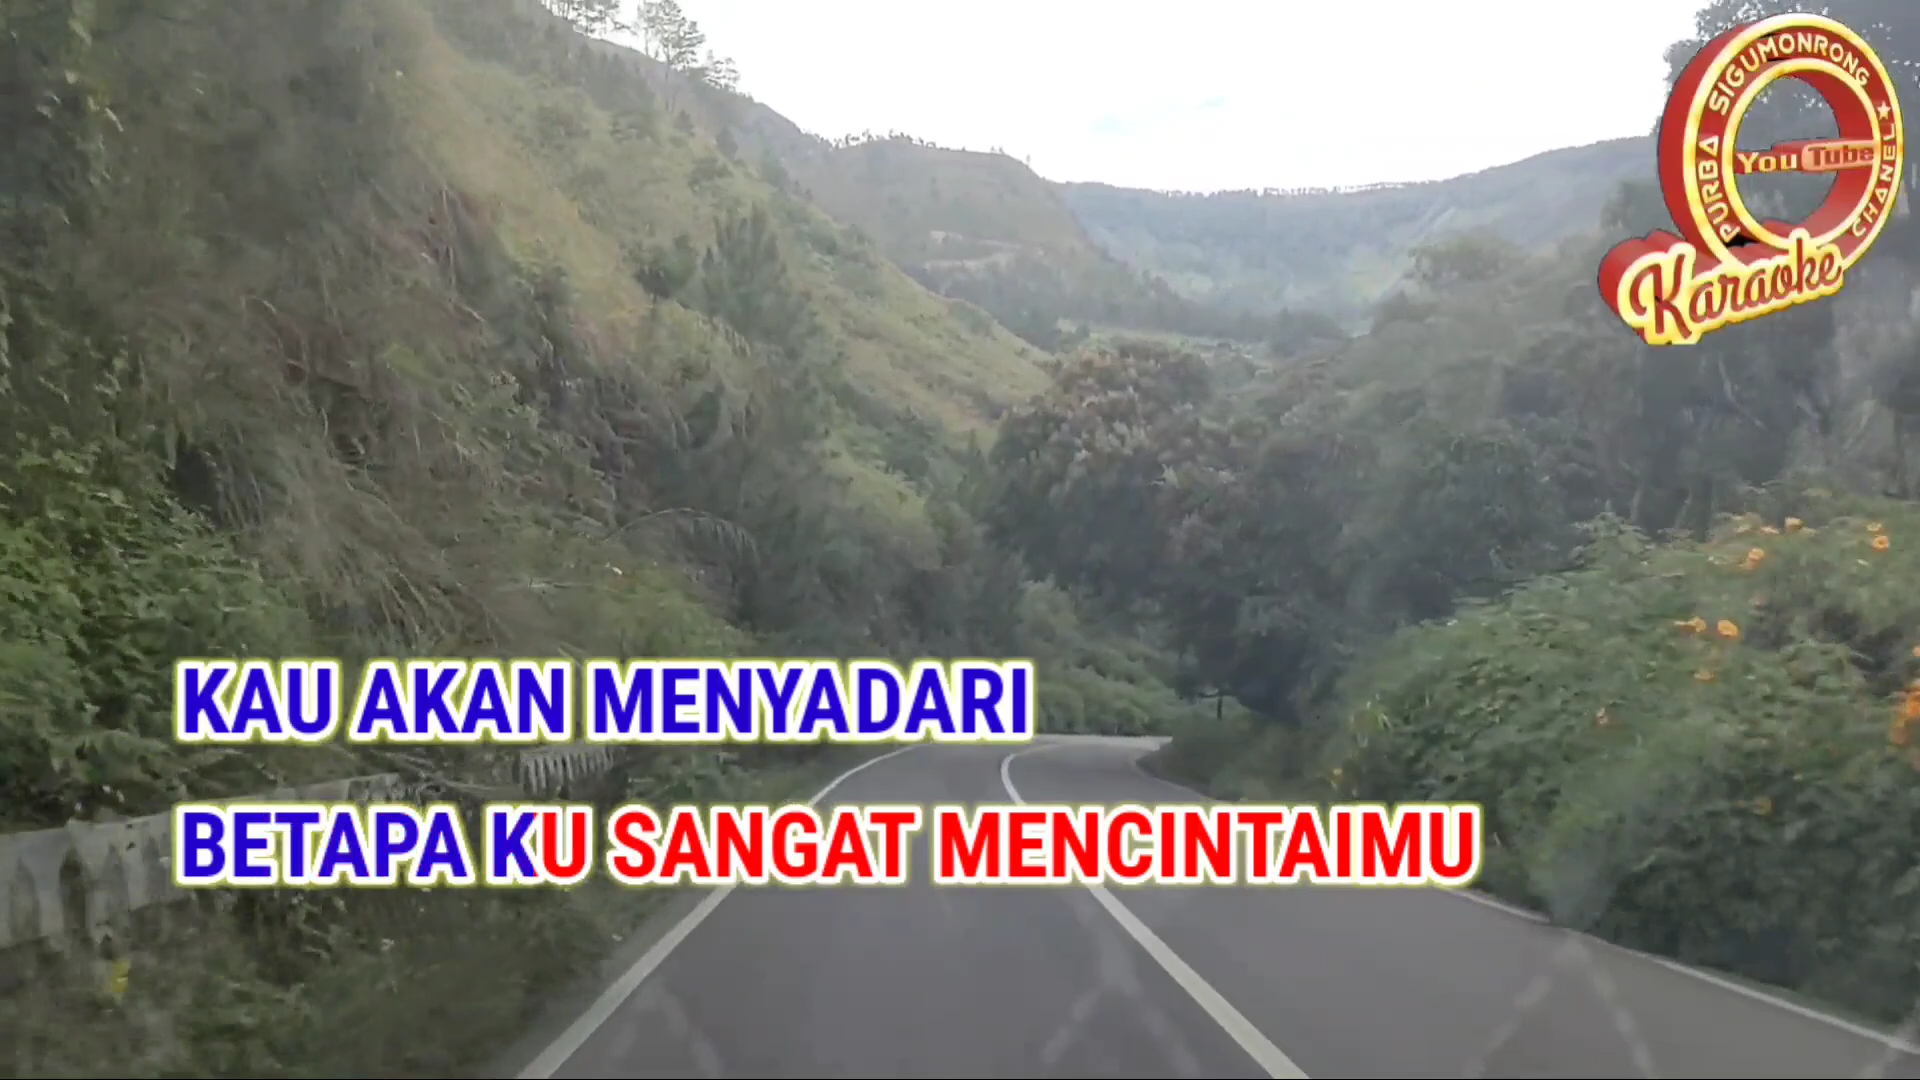 PURBA SIGUMONRONG ★ CHANEL
YouTube
Karaoke
KAU AKAN MENYADARI
BETAPA KU SANGAT MENCINTAIMU